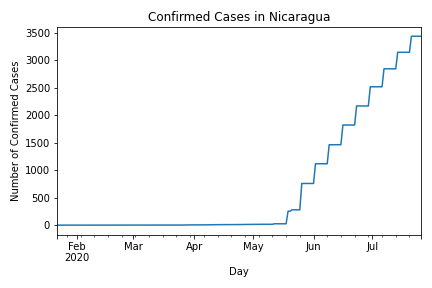 Confirmed Cases in Nicaragua
Number of Confirmed Cases
3500
3000
2500
2000
1500
1000
500
0
Feb
2020
Mar
Apr
May
Jun
Jul
Day